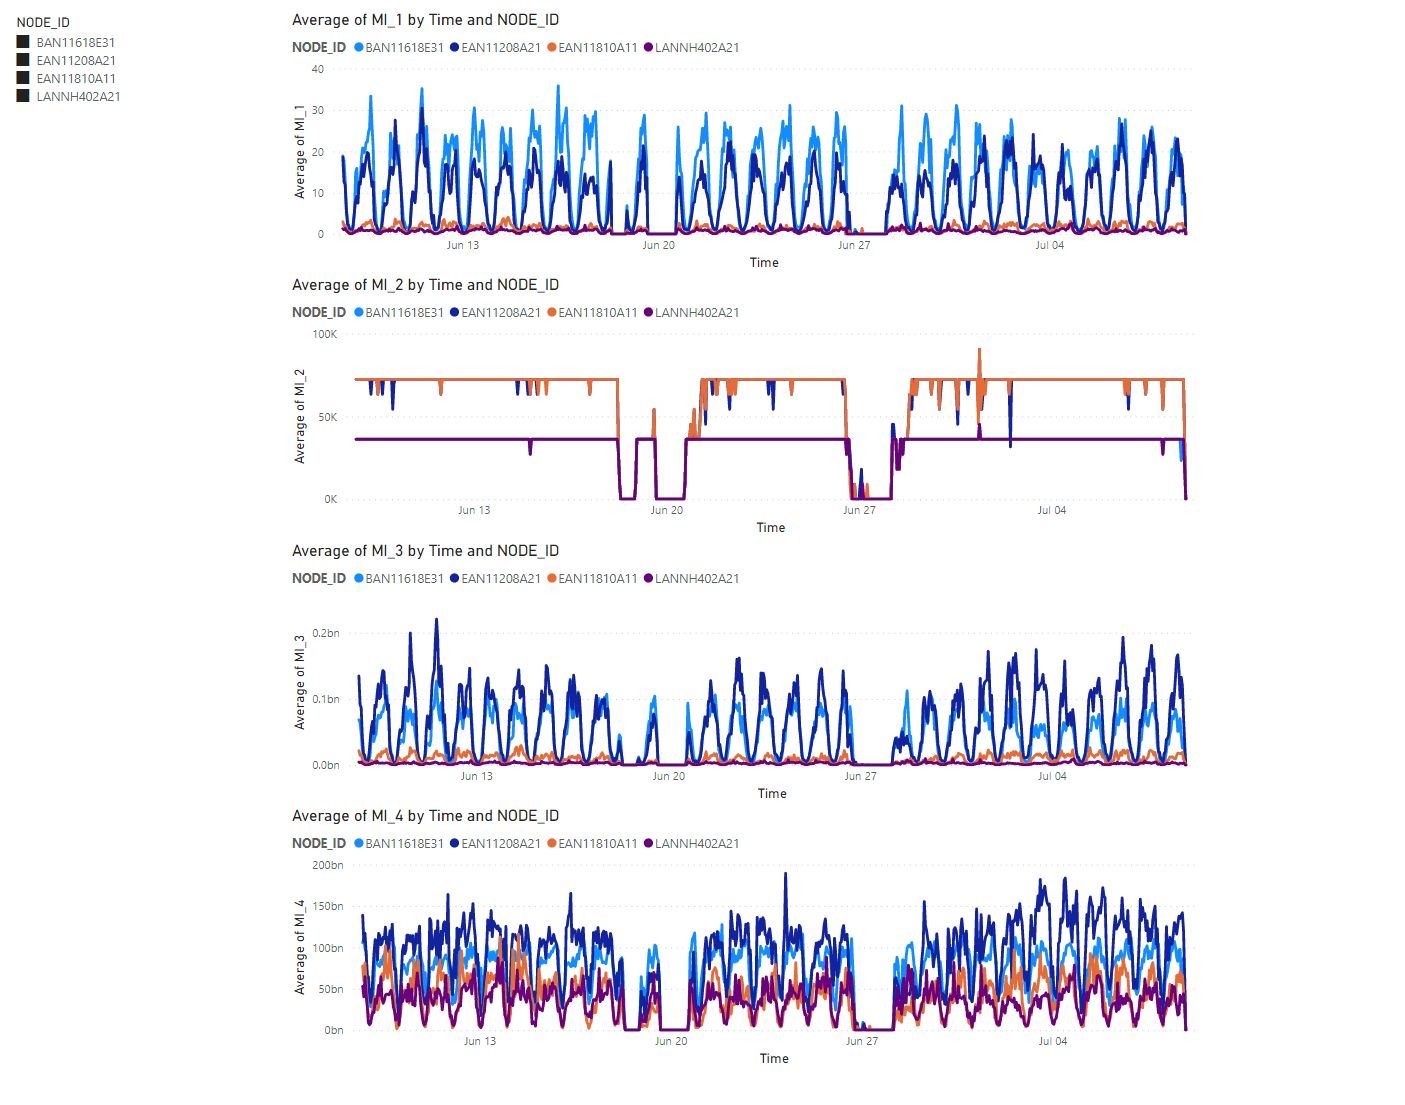 NODE_ID
BAN11618E31
EAN11208A21
EAN11810A11
LANNH402A21
Average of MI_1 by Time and NODE_ID
NODE_ID BAN11618E31 EAN11208A21 EAN11810A11 LANNH402A21
40
30
20
10
0
Average of MI_1
Jun 13 Jun 20 Jun 27 Jul 04
Time
Average of MI_2 by Time and NODE_ID
NODE_ID BAN11618E31 EAN11208A21 EAN11810A11 LANNH402A21
100K
50K
0K
Average of MI_2
Jun 13 Jun 20 Jun 27 Jul 04
Time
Average of MI_3 by Time and NODE_ID
NODE_ID BAN11618E31 EAN11208A21 EAN11810A11 LANNH402A21
0.2bn
0.1bn
0.0bn
Average of MI_3
Jun 13 Jun 20 Jun 27 Jul 04
Time
Average of MI_4 by Time and NODE_ID
NODE_ID BAN11618E31 EAN11208A21 EAN11810A11 LANNH402A21
200bn
150bn
100bn
50bn
0bn
Average of MI_4
Jun 13 Jun 20 Jun 27 Jul 04
Time